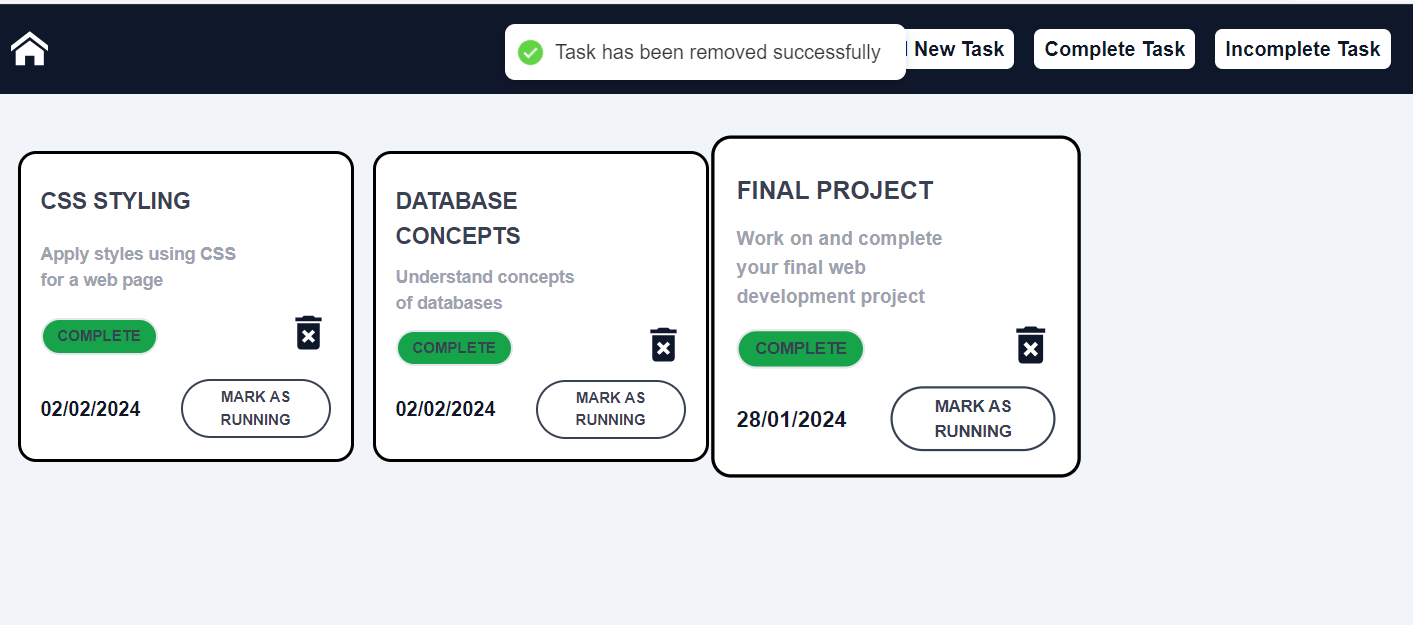 Task has been removed successfully
New Task
Complete Task
Incomplete Task
CSS STYLING
Apply styles using CSS
for a web page
COMPLETE
02/02/2024
MARK AS
RUNNING
DATABASE
CONCEPTS
Understand concepts
of databases
COMPLETE
02/02/2024
MARK AS
RUNNING
FINAL PROJECT
Work on and complete
your final web
development project
COMPLETE
28/01/2024
MARK AS
RUNNING